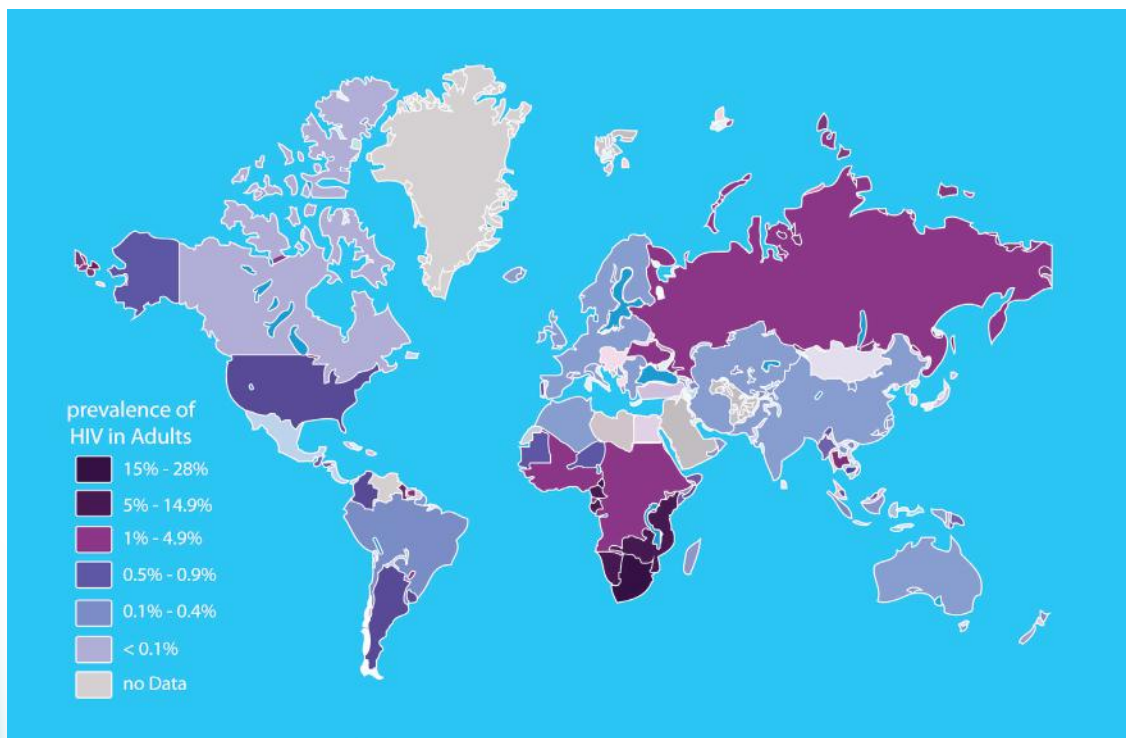 prevalence of
HIV in Adults
15% - 28%
5% - 14.9%
1% - 4.9%
0.5% - 0.9%
0.1% - 0.4%
< 0.1%
no Data